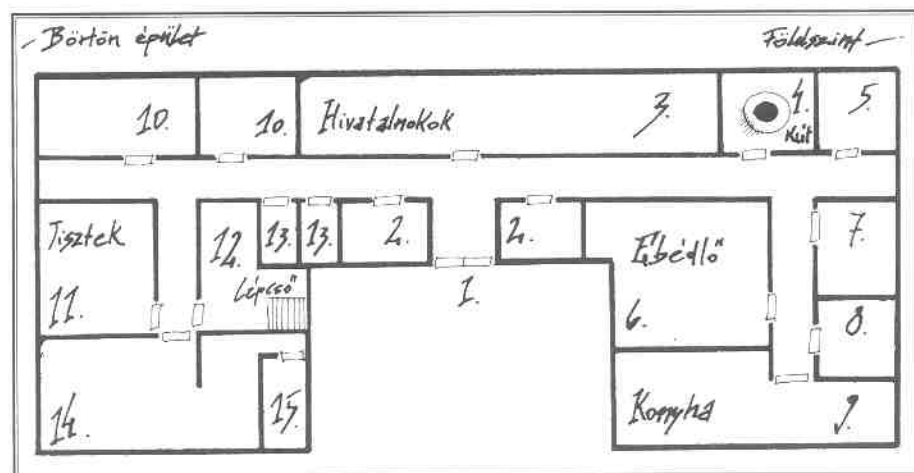 Börtön épület
Földszint
10.
10.
Hivatalnokok
3.
4.
Kút
5.
Tisztek
11.
12.
Lépcső
13.
13.
2.
1.
2.
Ebédlő
6.
7.
8.
14.
15.
Konyha
9.